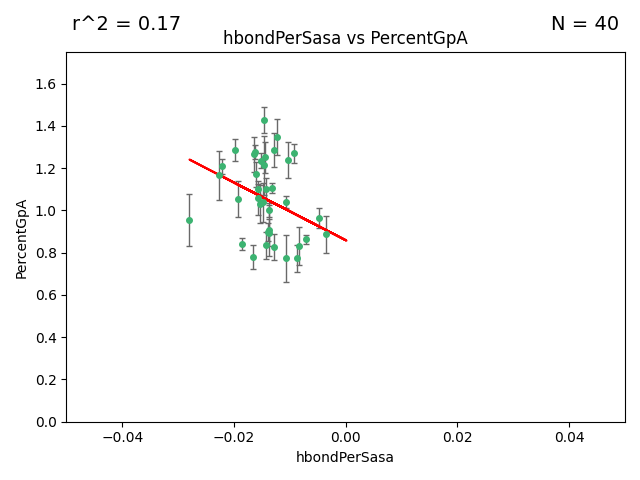 r^2 = 0.17
N = 40
hbondPerSasa vs PercentGpA
PercentGpA
1.6
1.4
1.2
1.0
0.8
0.6
0.4
0.2
0.0
−0.04
−0.02
0.00
0.02
0.04
hbondPerSasa